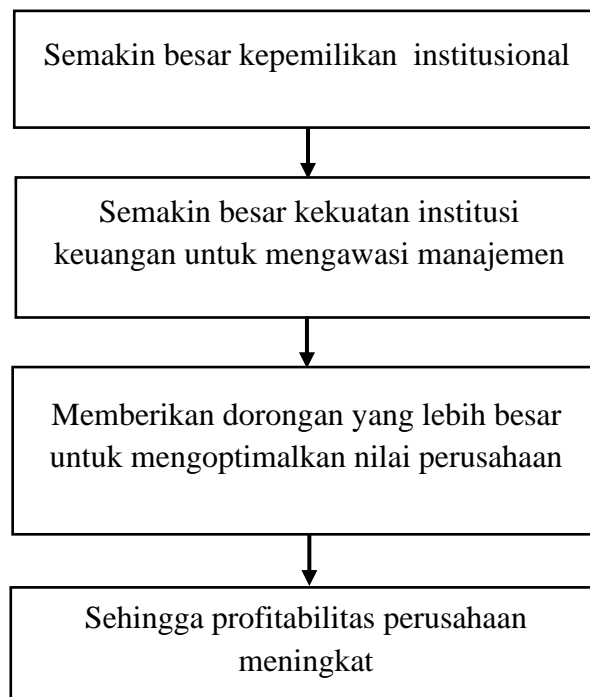 Semakin besar kepemilikan institusional
Semakin besar kekuatan institusi
keuangan untuk mengawasi manajemen
Memberikan dorongan yang lebih besar
untuk mengoptimalkan nilai perusahaan
Sehingga profitabilitas perusahaan
meningkat